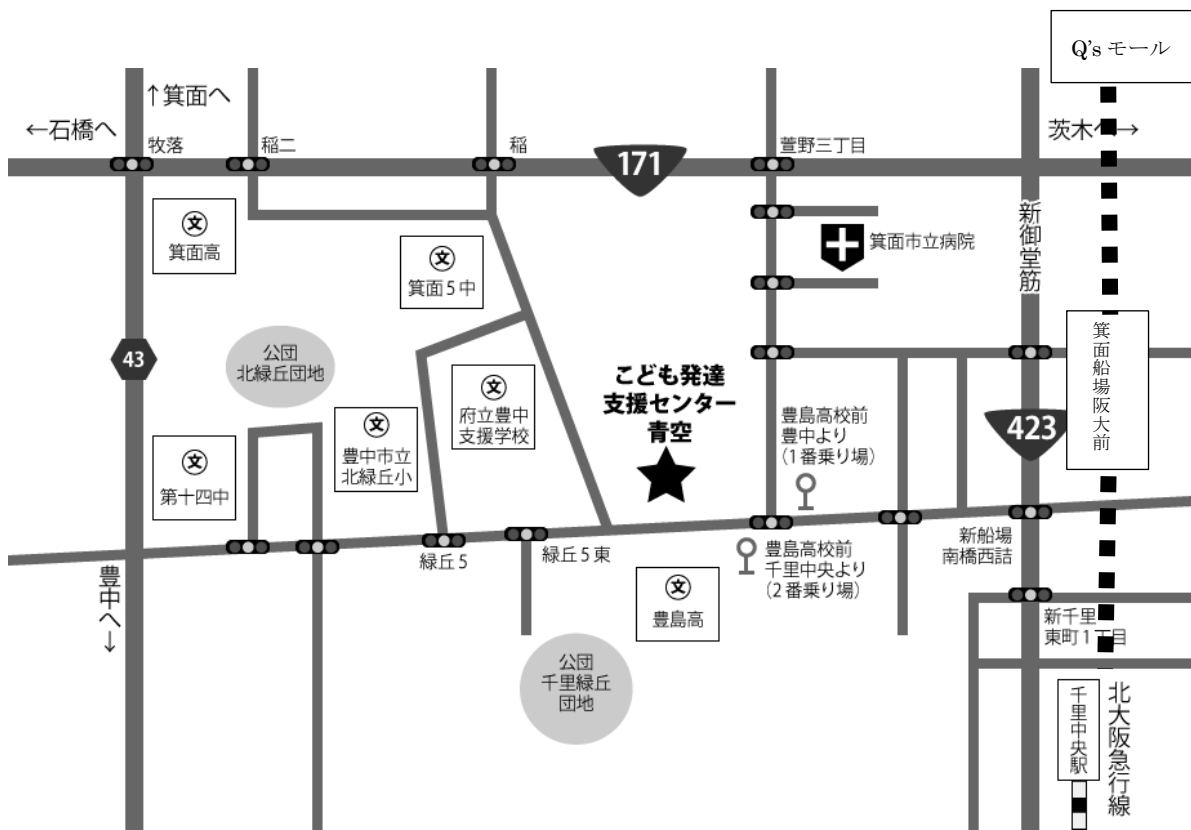 Q'sモール
↑箕面へ
←石橋へ
茨木へ→
牧落
稲二
稲
萱野三丁目
171
文
箕面高
文
箕面5中
箕面市立病院
新御堂筋
43
公団
北緑丘団地
箕面船場阪大前
こども発達
支援センター
青空
文
府立豊中
支援学校
文
豊中市立
北緑丘小
豊島高校前
豊中より
(1番乗り場)
423
文
第十四中
緑丘5
緑丘5東
豊島高校前
千里中央より
(2番乗り場)
新船場
南橋西詰
豊中へ→
文
豊島高
新千里
東町1丁目
公団
千里緑丘
団地
千里中央駅
北大阪急行線